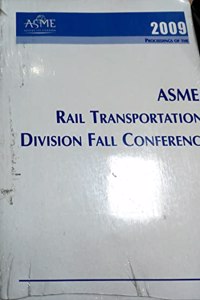 ASME
2009
PROCEEDINGS OF THE
ASME
RAIL TRANSPORTATION
DIVISION FALL CONFERENC